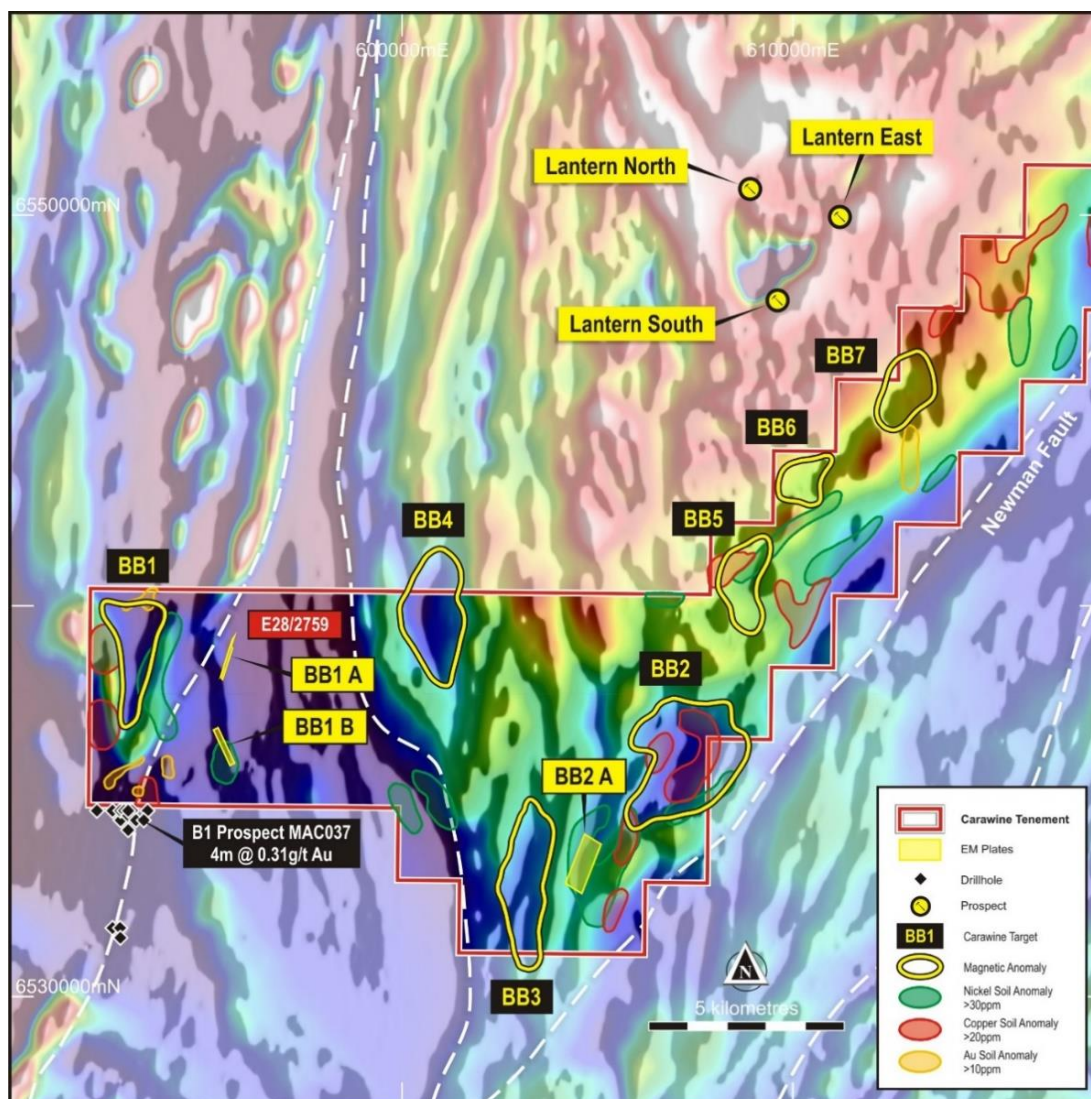 600000mE
610000mE
Lantern East
Lantern North
6550000mN
Lantern South
BB7
BB6
Newman Fault
BB4
BB5
BB1
E28/2759
BB1 A
BB2
BB1 B
BB2 A
B1 Prospect MAC037
4m @ 0.31g/t Au
6530000mN
BB3
N
5 kilometres
Carawine Tenement
EM Plates
Drillhole
Prospect
BB1
Carawine Target
Magnetic Anomaly
Nickel Soil Anomaly
>30ppm
Copper Soil Anomaly
>20ppm
Au Soil Anomaly
>10ppm